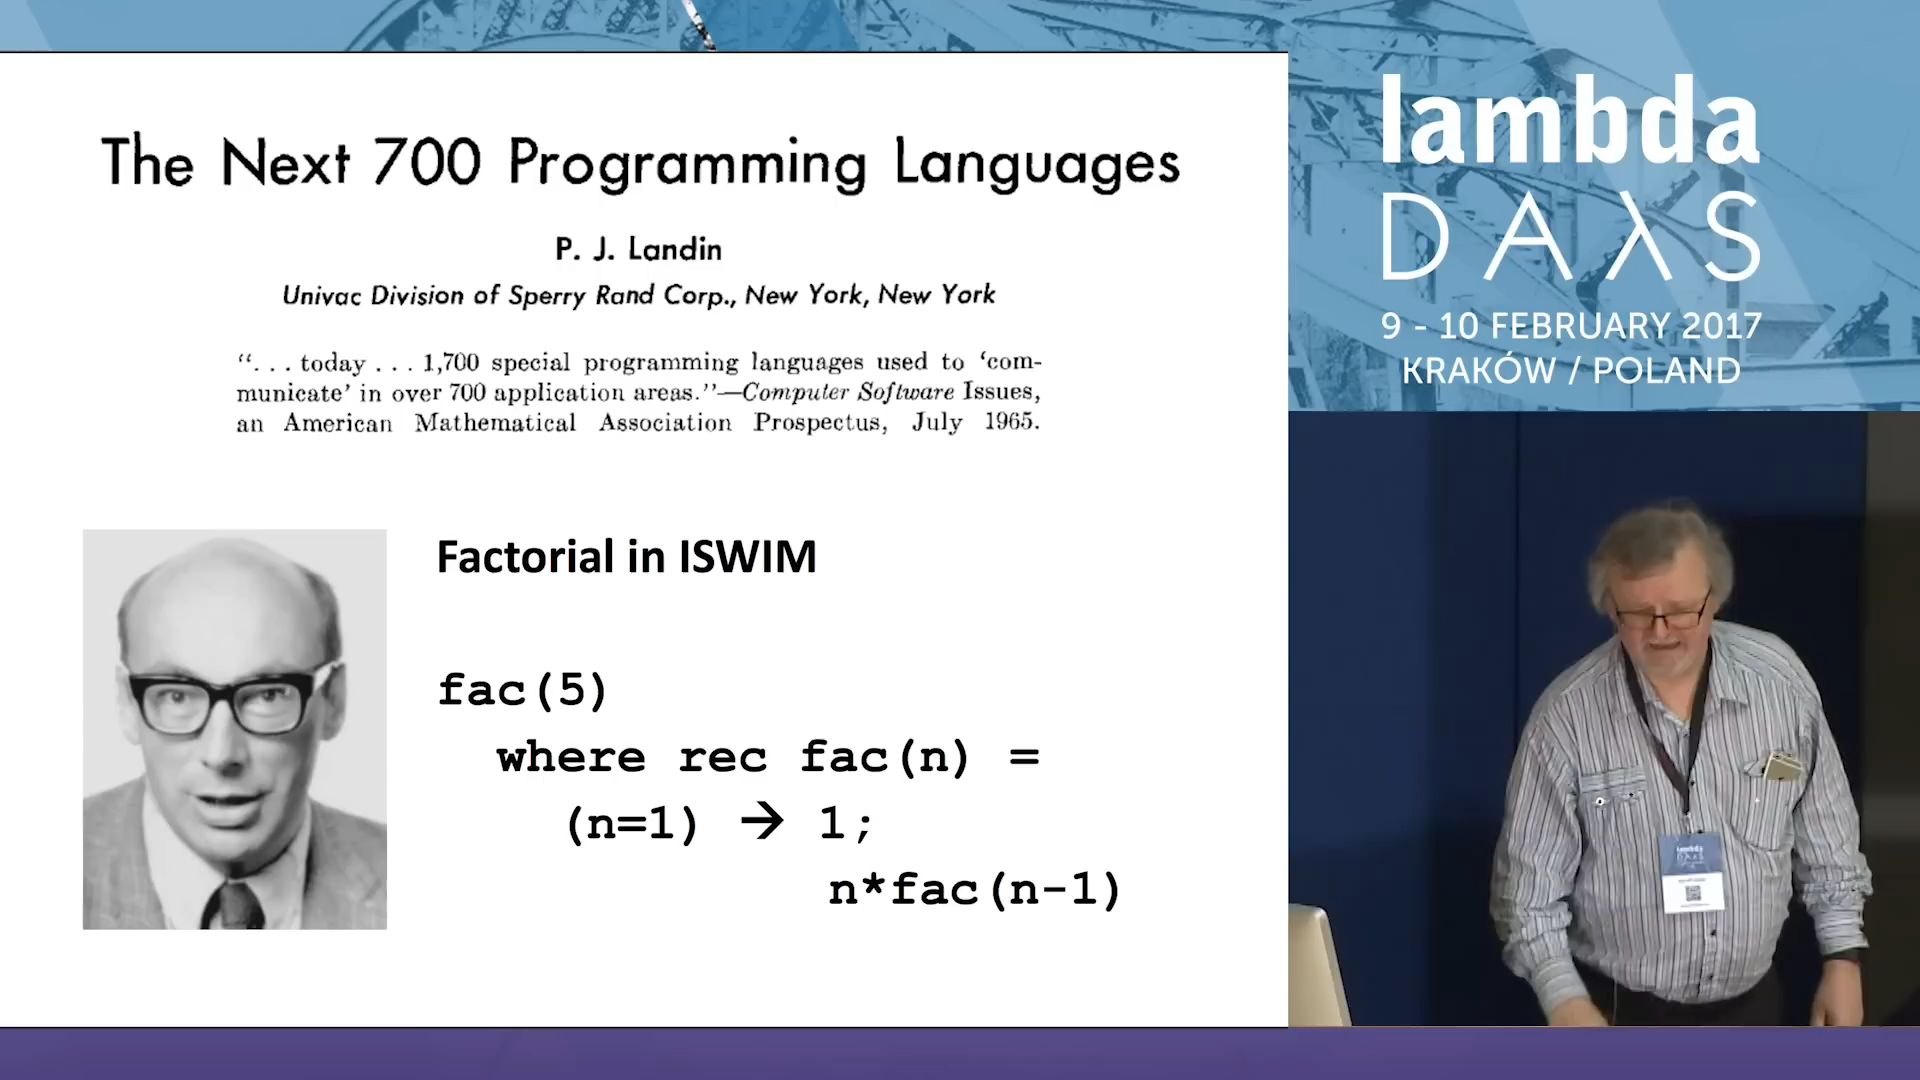 The Next 700 Programming Languages
P. J. Landin
Univac Division of Sperry Rand Corp., New York, New York
“. . . today . . . 1,700 special programming languages used to ‘com-
municate’ in over 700 application areas.”—Computer Software Issues,
an American Mathematical Association Prospectus, July 1965.
Factorial in ISWIM
fac(5)
where rec fac(n) =
(n=1) → 1;
n*fac(n-1)
lambda
DAλS
9 - 10 FEBRUARY 2017
KRAKÓW / POLAND
lambda
DAλS